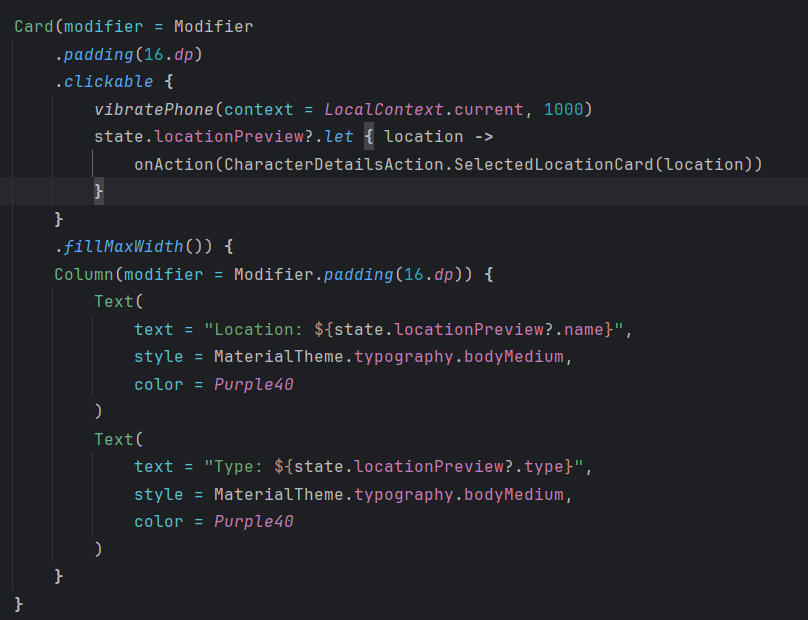 Card(modifier = Modifier
    .padding(16.dp)
    .clickable {
        vibratePhone(context = LocalContext.current, 1000)
        state.locationPreview?.let { location ->
            onAction(CharacterDetailsAction.SelectedLocationCard(location))
        }
    }
    .fillMaxWidth()) {
    Column(modifier = Modifier.padding(16.dp)) {
        Text(
            text = "Location: ${state.locationPreview?.name}",
            style = MaterialTheme.typography.bodyMedium,
            color = Purple40
        )
        Text(
            text = "Type: ${state.locationPreview?.type}",
            style = MaterialTheme.typography.bodyMedium,
            color = Purple40
        )
    }
}